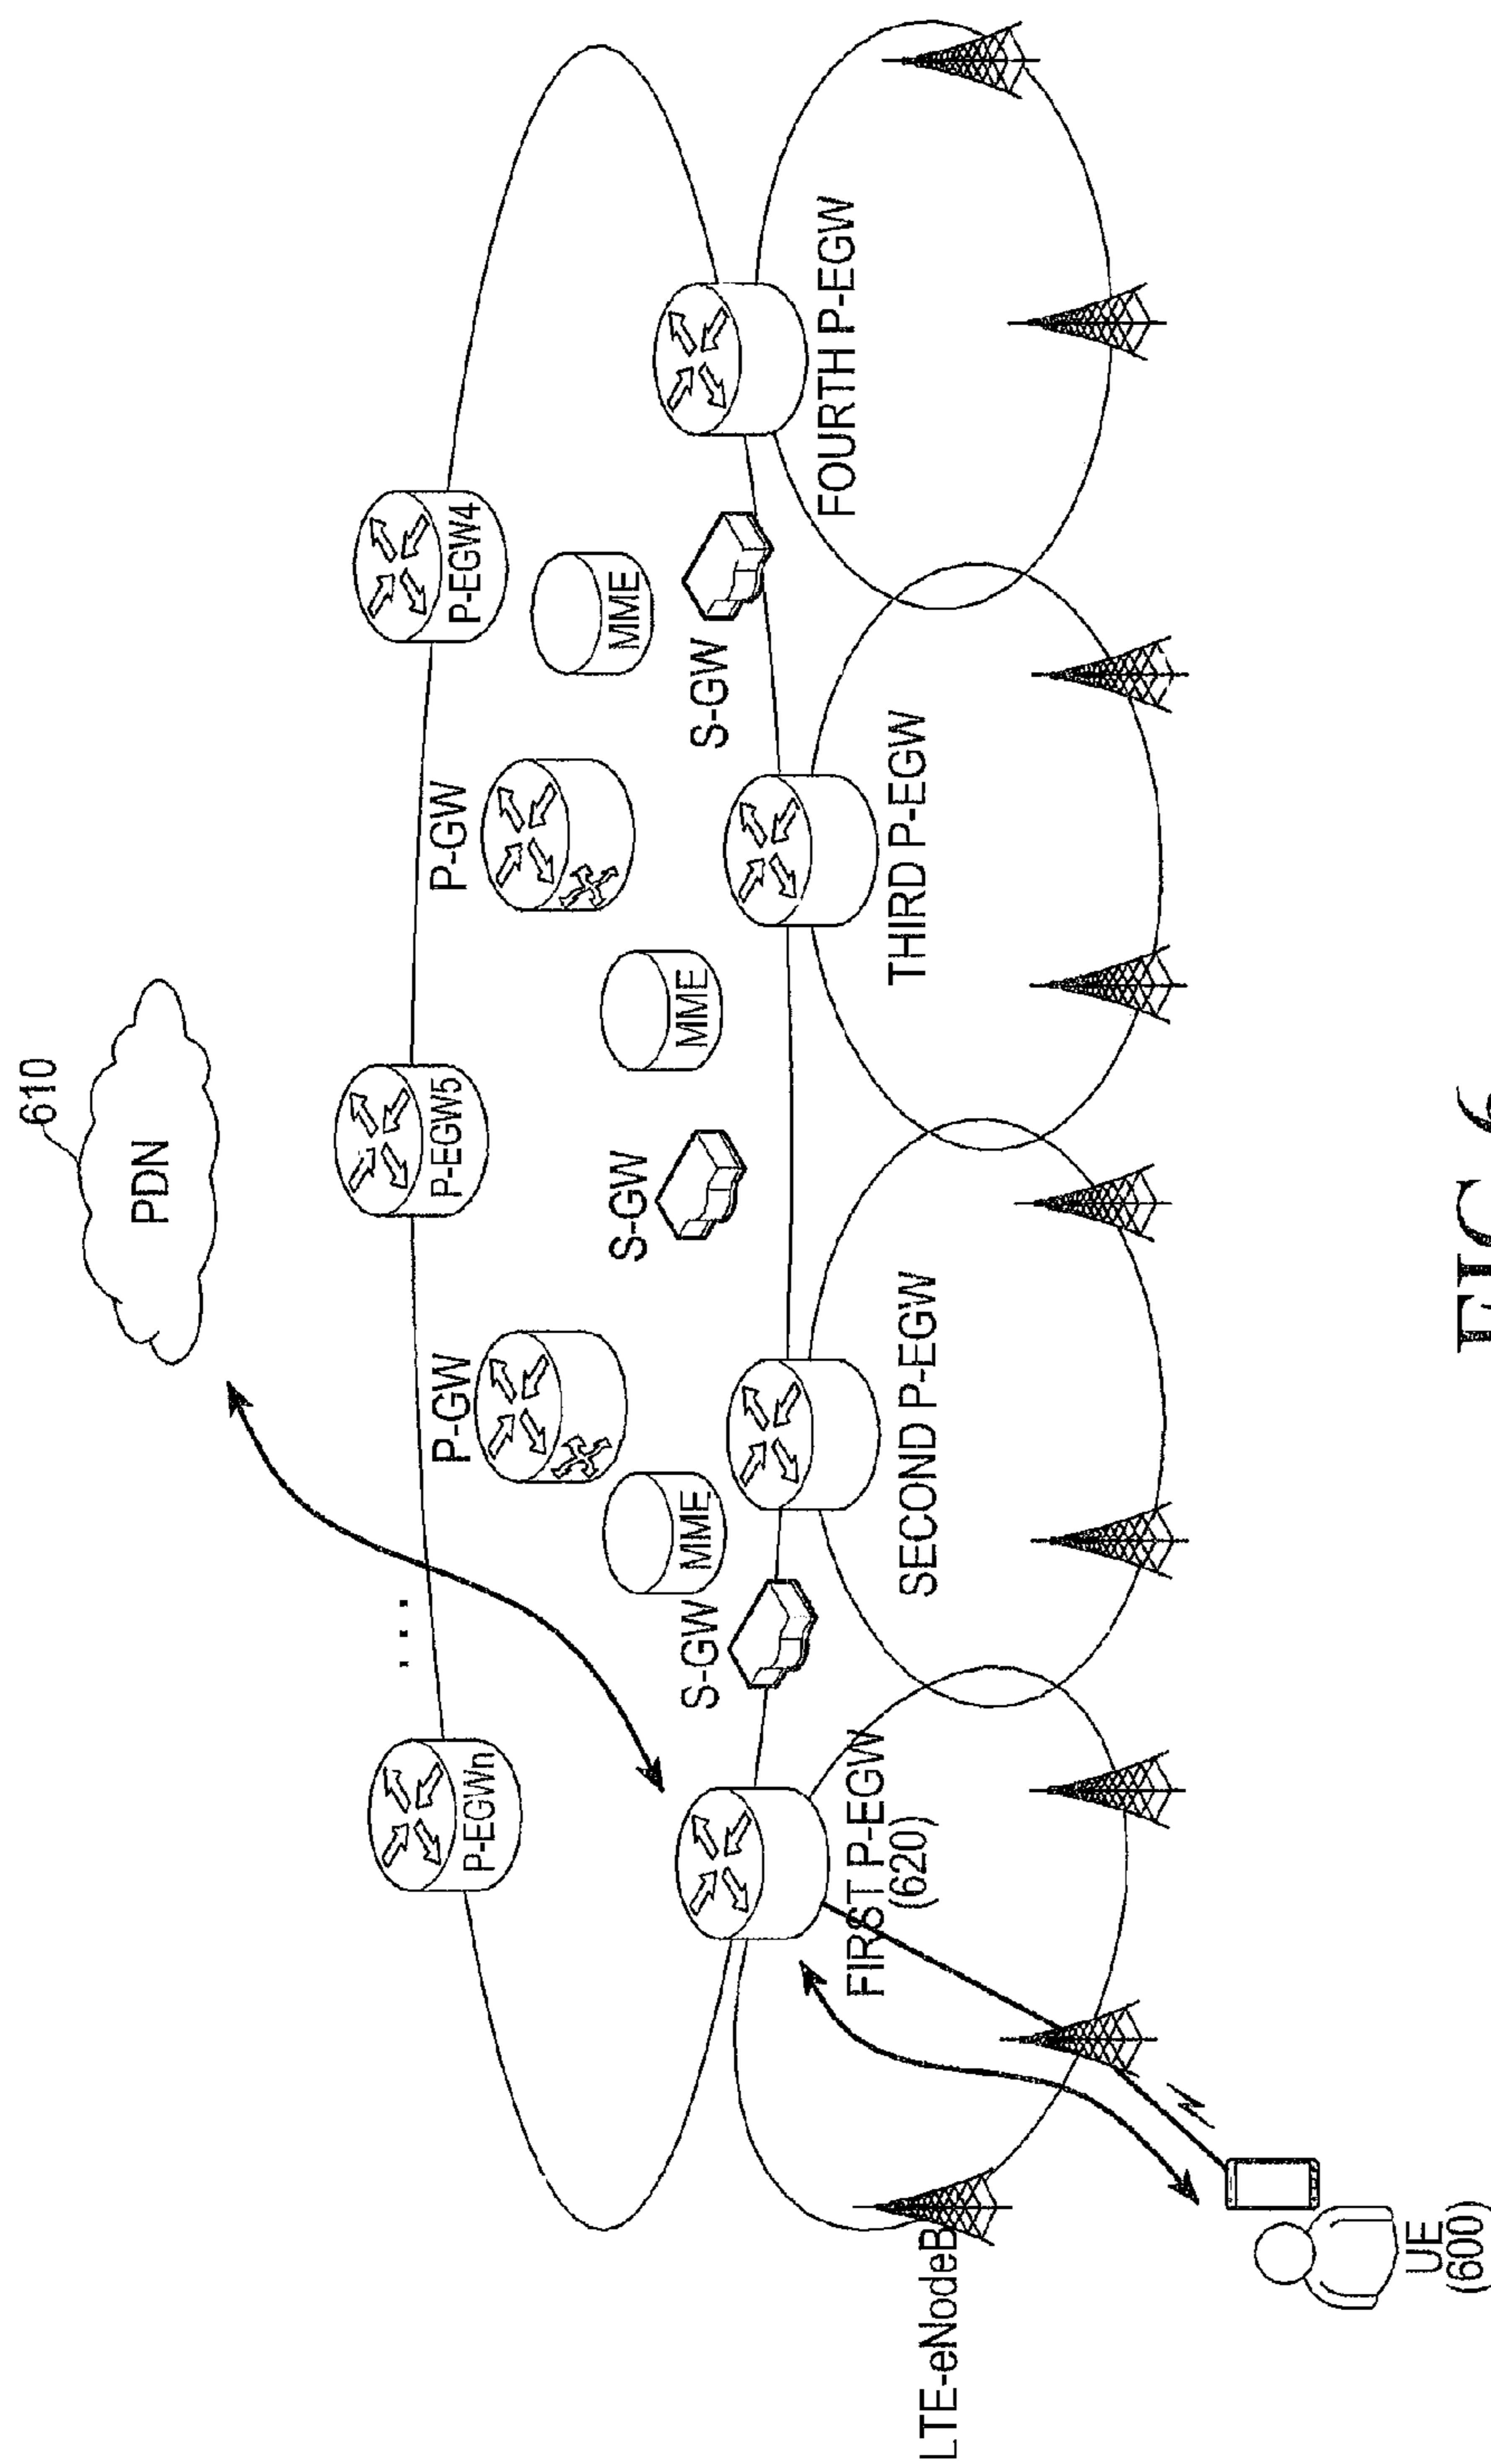 610
PDN
P-EGWn
. . .
P-EGW5
P-EGW4
P-GW
P-GW
MME
MME
MME
S-GW
S-GW
S-GW
FIRST P-EGW
(620)
SECOND P-EGW
THIRD P-EGW
FOURTH P-EGW
LTE-eNodeB
UE
(600)
FIG. 6